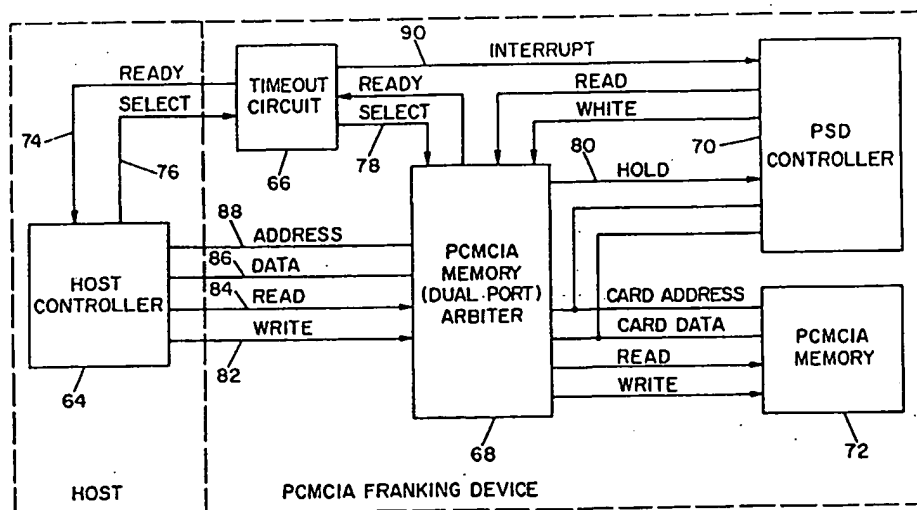 90
INTERRUPT
READY
TIMEOUT
CIRCUIT
READY
READ
SELECT
SELECT
WHITE
74
76
66
78
70
PSD
CONTROLLER
80
HOLD
88
ADDRESS
86
DATA
84
READ
WRITE
82
HOST
CONTROLLER
64
PCMCIA
MEMORY
(DUAL PORT)
ARBITER
68
CARD ADDRESS
CARD DATA
READ
WRITE
PCMCIA
MEMORY
72
HOST
PCMCIA FRANKING DEVICE